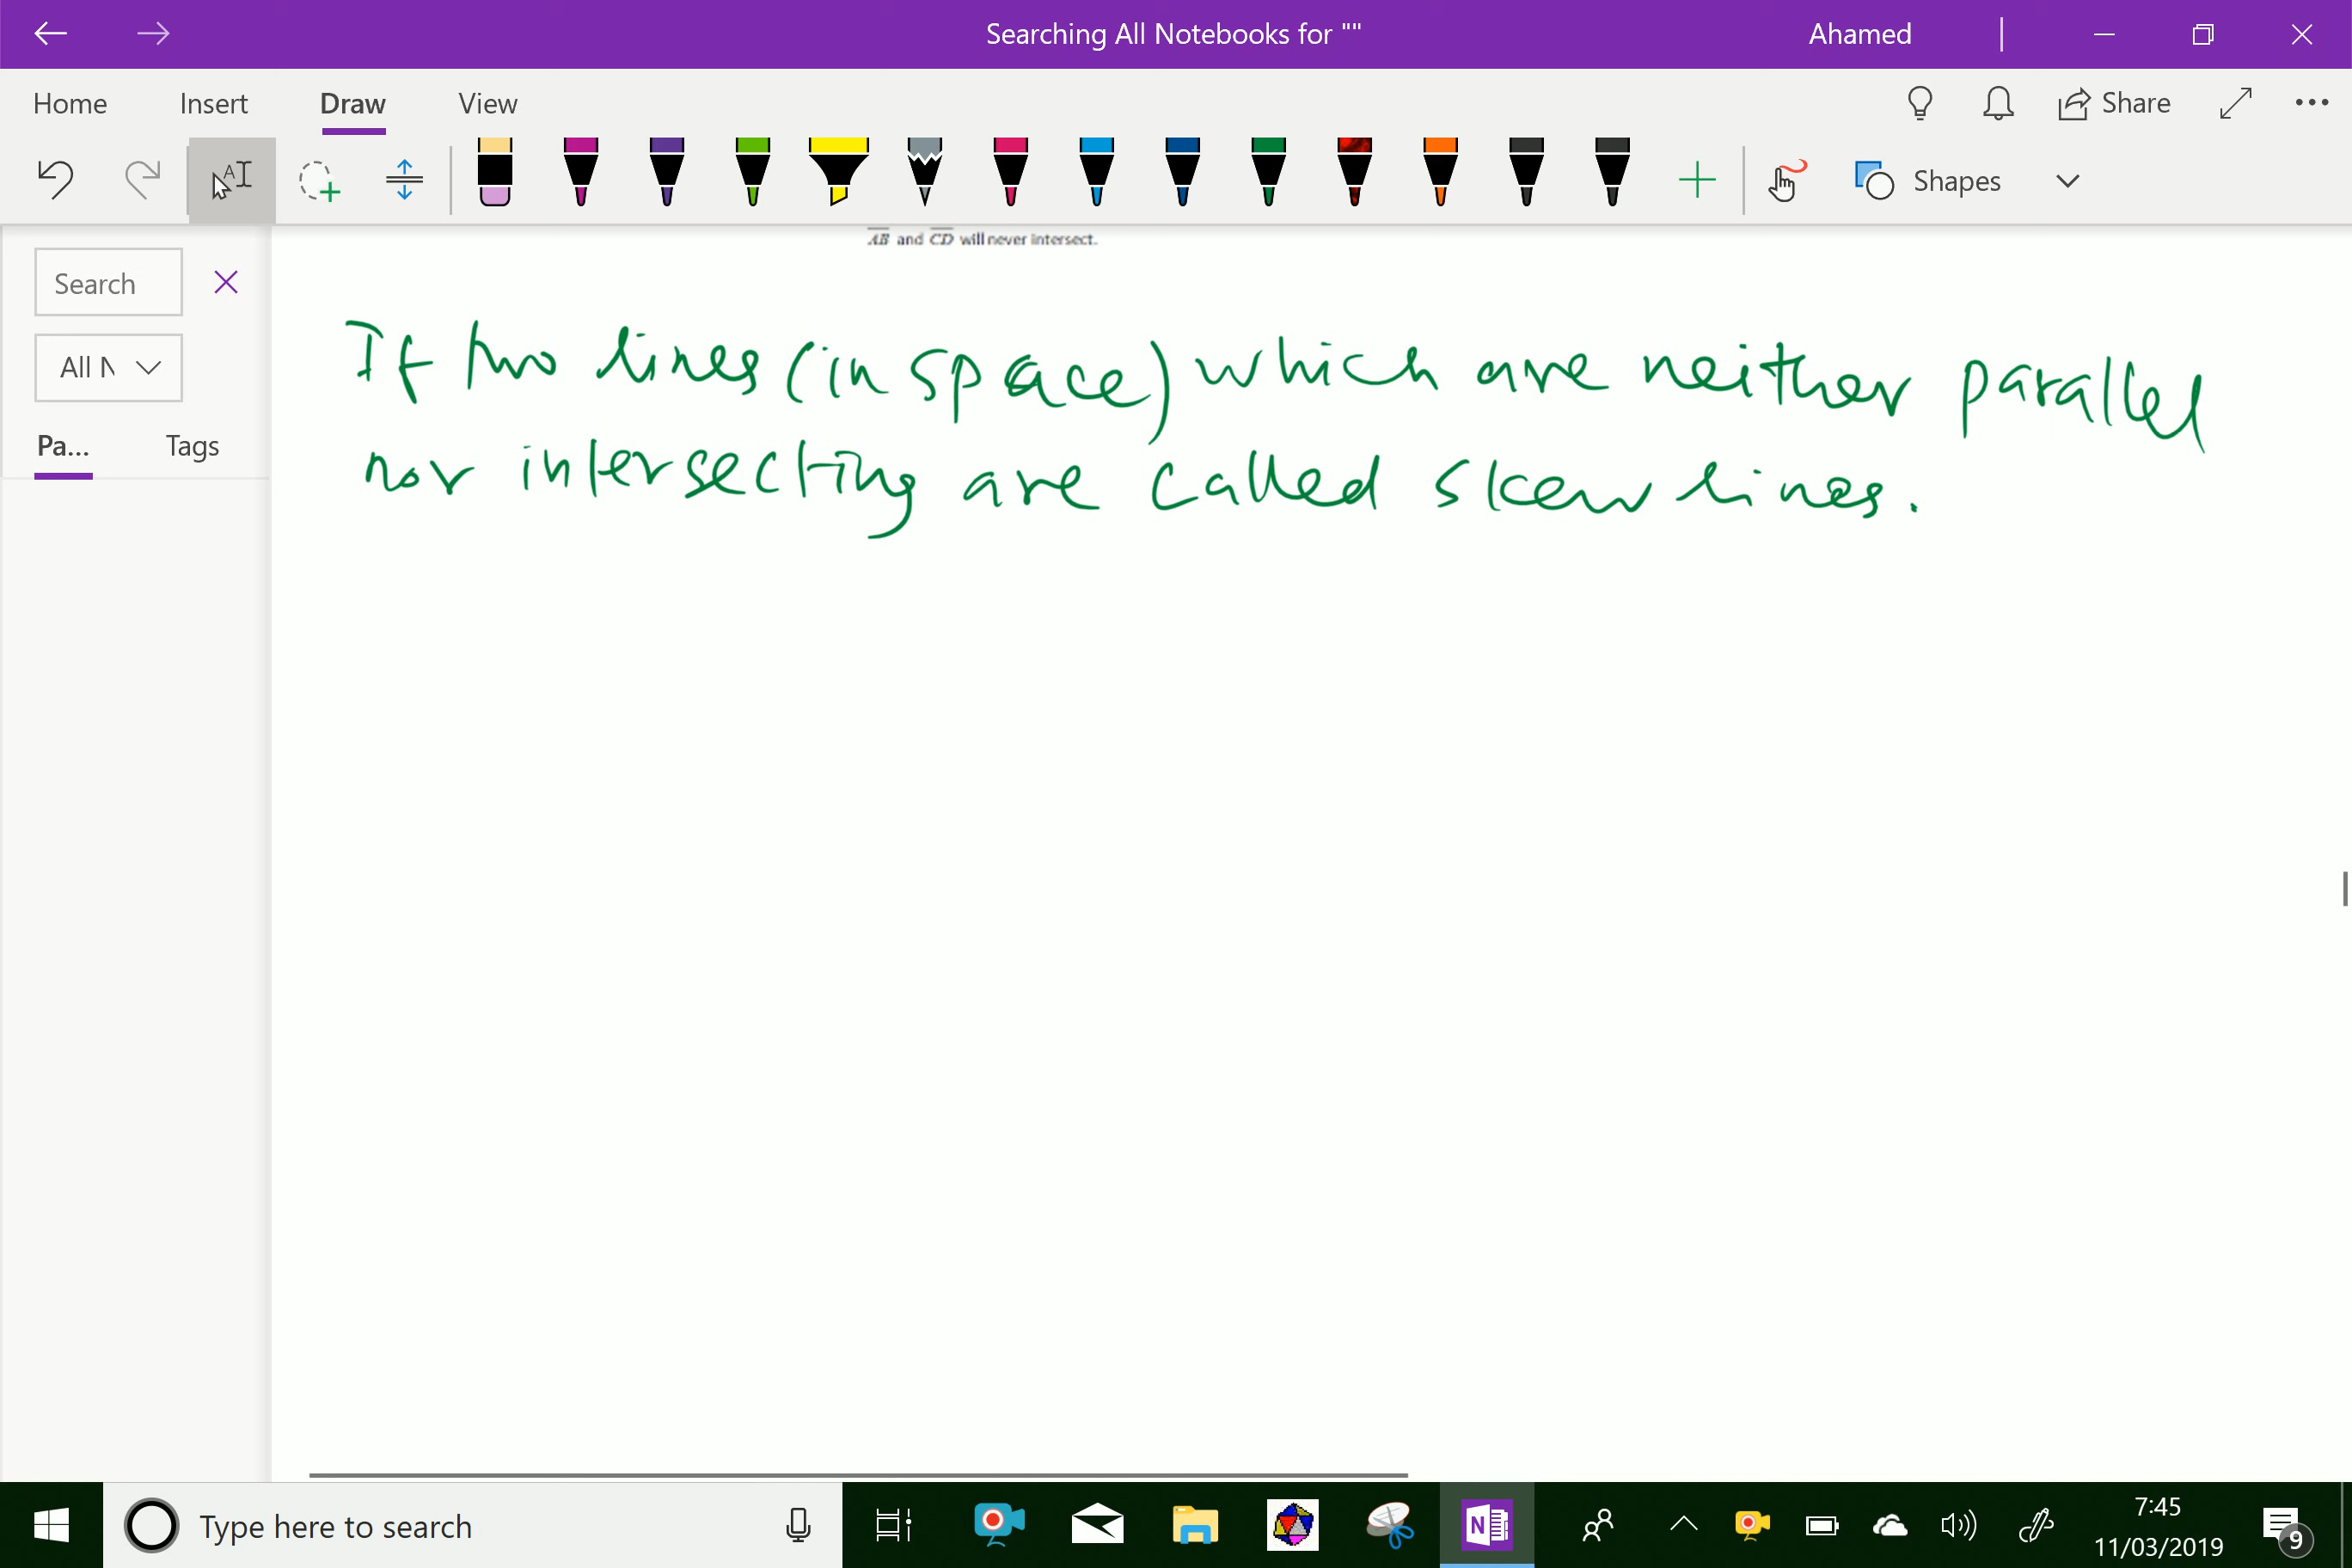 Searching All Notebooks for ""
Ahamed
Home Insert Draw View
Share
Shapes
AB and CD will never intersect.
Search
All N
Pa... Tags
If two lines (in space) which are neither parallel
nor intersecting are called skew lines.
Type here to search
7:45
11/03/2019
9